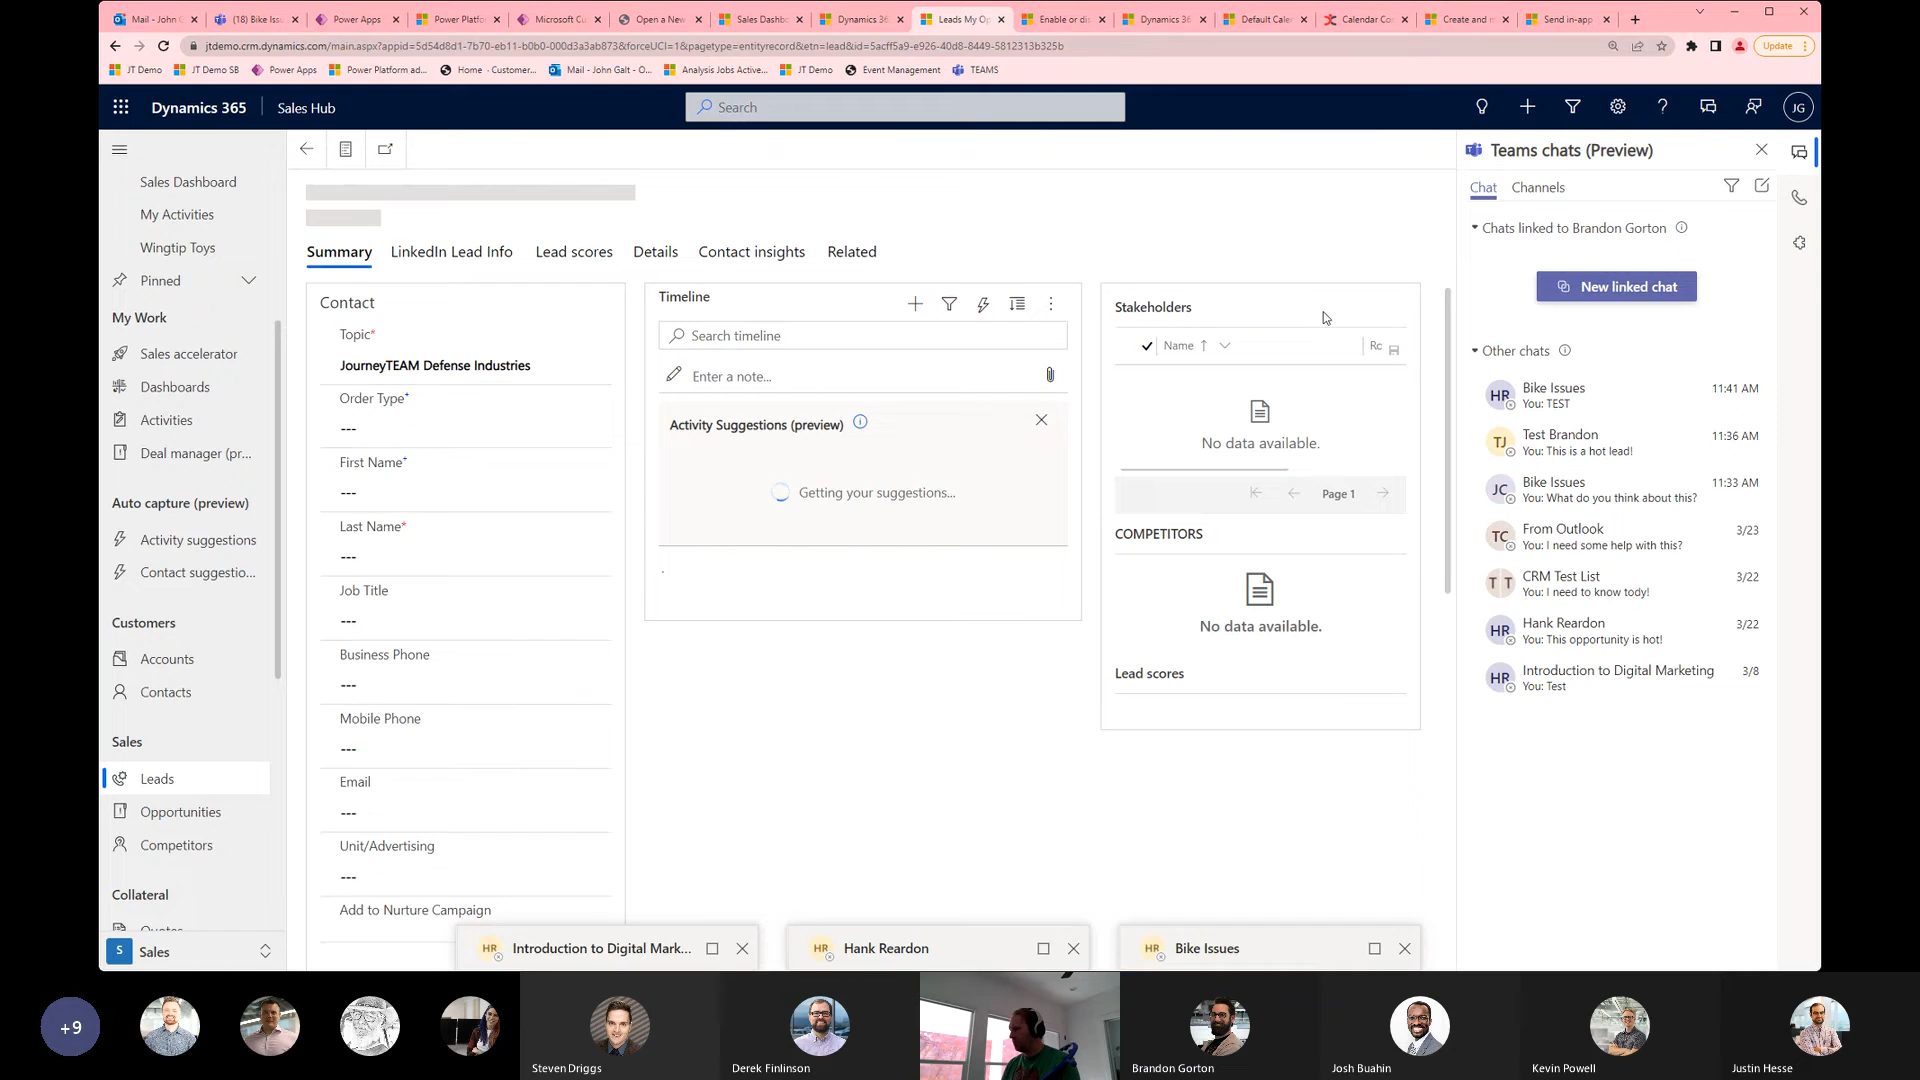 Mail - John G
(18) Bike Issu
Power Apps
Power Platfo
Microsoft Cu
Open a New
Sales Dashbo
Dynamics 36
Leads My Op
Enable or dis
Dynamics 36
Default Caler
Calendar Co
Create and m
Send in-app
jtdemo.crm.dynamics.com/main.aspx?appid=5d54d8d1-7b70-eb11-b0b0-000d3a3ab873&forceUCI=1&pagetype=entityrecord&etn=lead&id=5acff5a9-e926-40d8-8449-5812313b325b
Update
JT Demo
JT Demo SB
Power Apps
Power Platform ad...
Home - Customer...
Mail - John Galt - O...
Analysis Jobs Active...
JT Demo
Event Management
TEAMS
Dynamics 365
Sales Hub
Search
JG
Sales Dashboard
My Activities
Wingtip Toys
Pinned
My Work
Sales accelerator
Dashboards
Activities
Deal manager (pr...
Auto capture (preview)
Activity suggestions
Contact suggestio...
Customers
Accounts
Contacts
Sales
Leads
Opportunities
Competitors
Collateral
Quotes
S Sales
Summary
LinkedIn Lead Info
Lead scores
Details
Contact insights
Related
Contact
Topic*
JourneyTEAM Defense Industries
Order Type+
---
First Name+
---
Last Name*
---
Job Title
---
Business Phone
---
Mobile Phone
---
Email
---
Unit/Advertising
---
Add to Nurture Campaign
Timeline
Search timeline
Enter a note...
Activity Suggestions (preview)
Getting your suggestions...
.
Stakeholders
Name ↑
Rc
No data available.
Page 1
COMPETITORS
No data available.
Lead scores
Teams chats (Preview)
Chat
Channels
Chats linked to Brandon Gorton
New linked chat
Other chats
HR
Bike Issues
11:41 AM
You: TEST
TJ
Test Brandon
11:36 AM
You: This is a hot lead!
JC
Bike Issues
11:33 AM
You: What do you think about this?
TC
From Outlook
3/23
You: I need some help with this?
T T
CRM Test List
3/22
You: I need to know tody!
HR
Hank Reardon
3/22
You: This opportunity is hot!
HR
Introduction to Digital Marketing
3/8
You: Test
HR
Introduction to Digital Mark...
HR
Hank Reardon
HR
Bike Issues
+9
Steven Driggs
Derek Finlinson
Brandon Gorton
Josh Buahin
Kevin Powell
Justin Hesse